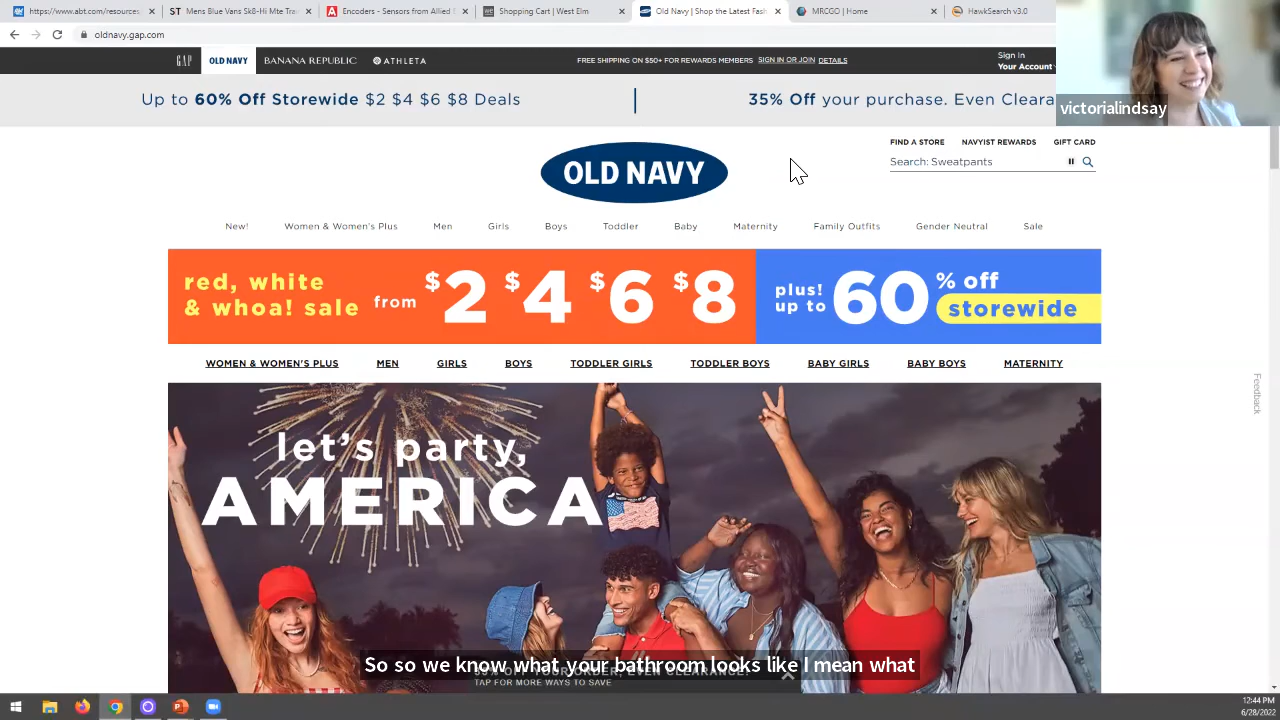 https://www.abt.com/resources
Mens Blue Vans Sk8-Hi Mte Tra
Encoders - Sensors from Allied
Shopping Cart | West Elm
Old Navy | Shop the Latest Fash
MRCGO | Home
HawkSearch v3.0
oldnavy.gap.com
GAP
OLD NAVY
BANANA REPUBLIC
ATHLETA
FREE SHIPPING ON $50+ FOR REWARDS MEMBERS SIGN IN OR JOIN DETAILS
Sign In
Your Account
victorialindsay
Up to 60% Off Storewide $2 $4 $6 $8 Deals
35% Off your purchase. Even Cleara
FIND A STORE NAVYIST REWARDS GIFT CARD
Search: Sweatpants
OLD NAVY
New! Women & Women's Plus Men Girls Boys Toddler Baby Maternity Family Outfits Gender Neutral Sale
red, white
& whoa! sale
from $2 $4 $6 $8
plus!
up to 60% off
storewide
WOMEN & WOMEN'S PLUS MEN GIRLS BOYS TODDLER GIRLS TODDLER BOYS BABY GIRLS BABY BOYS MATERNITY
Feedback
let's party,
AMERICA
So so we know what your bathroom looks like I mean what
OFF YOUR ORDER, EVEN CLEARANCE!
TAP FOR MORE WAYS TO SAVE
12:44 PM
6/28/2022